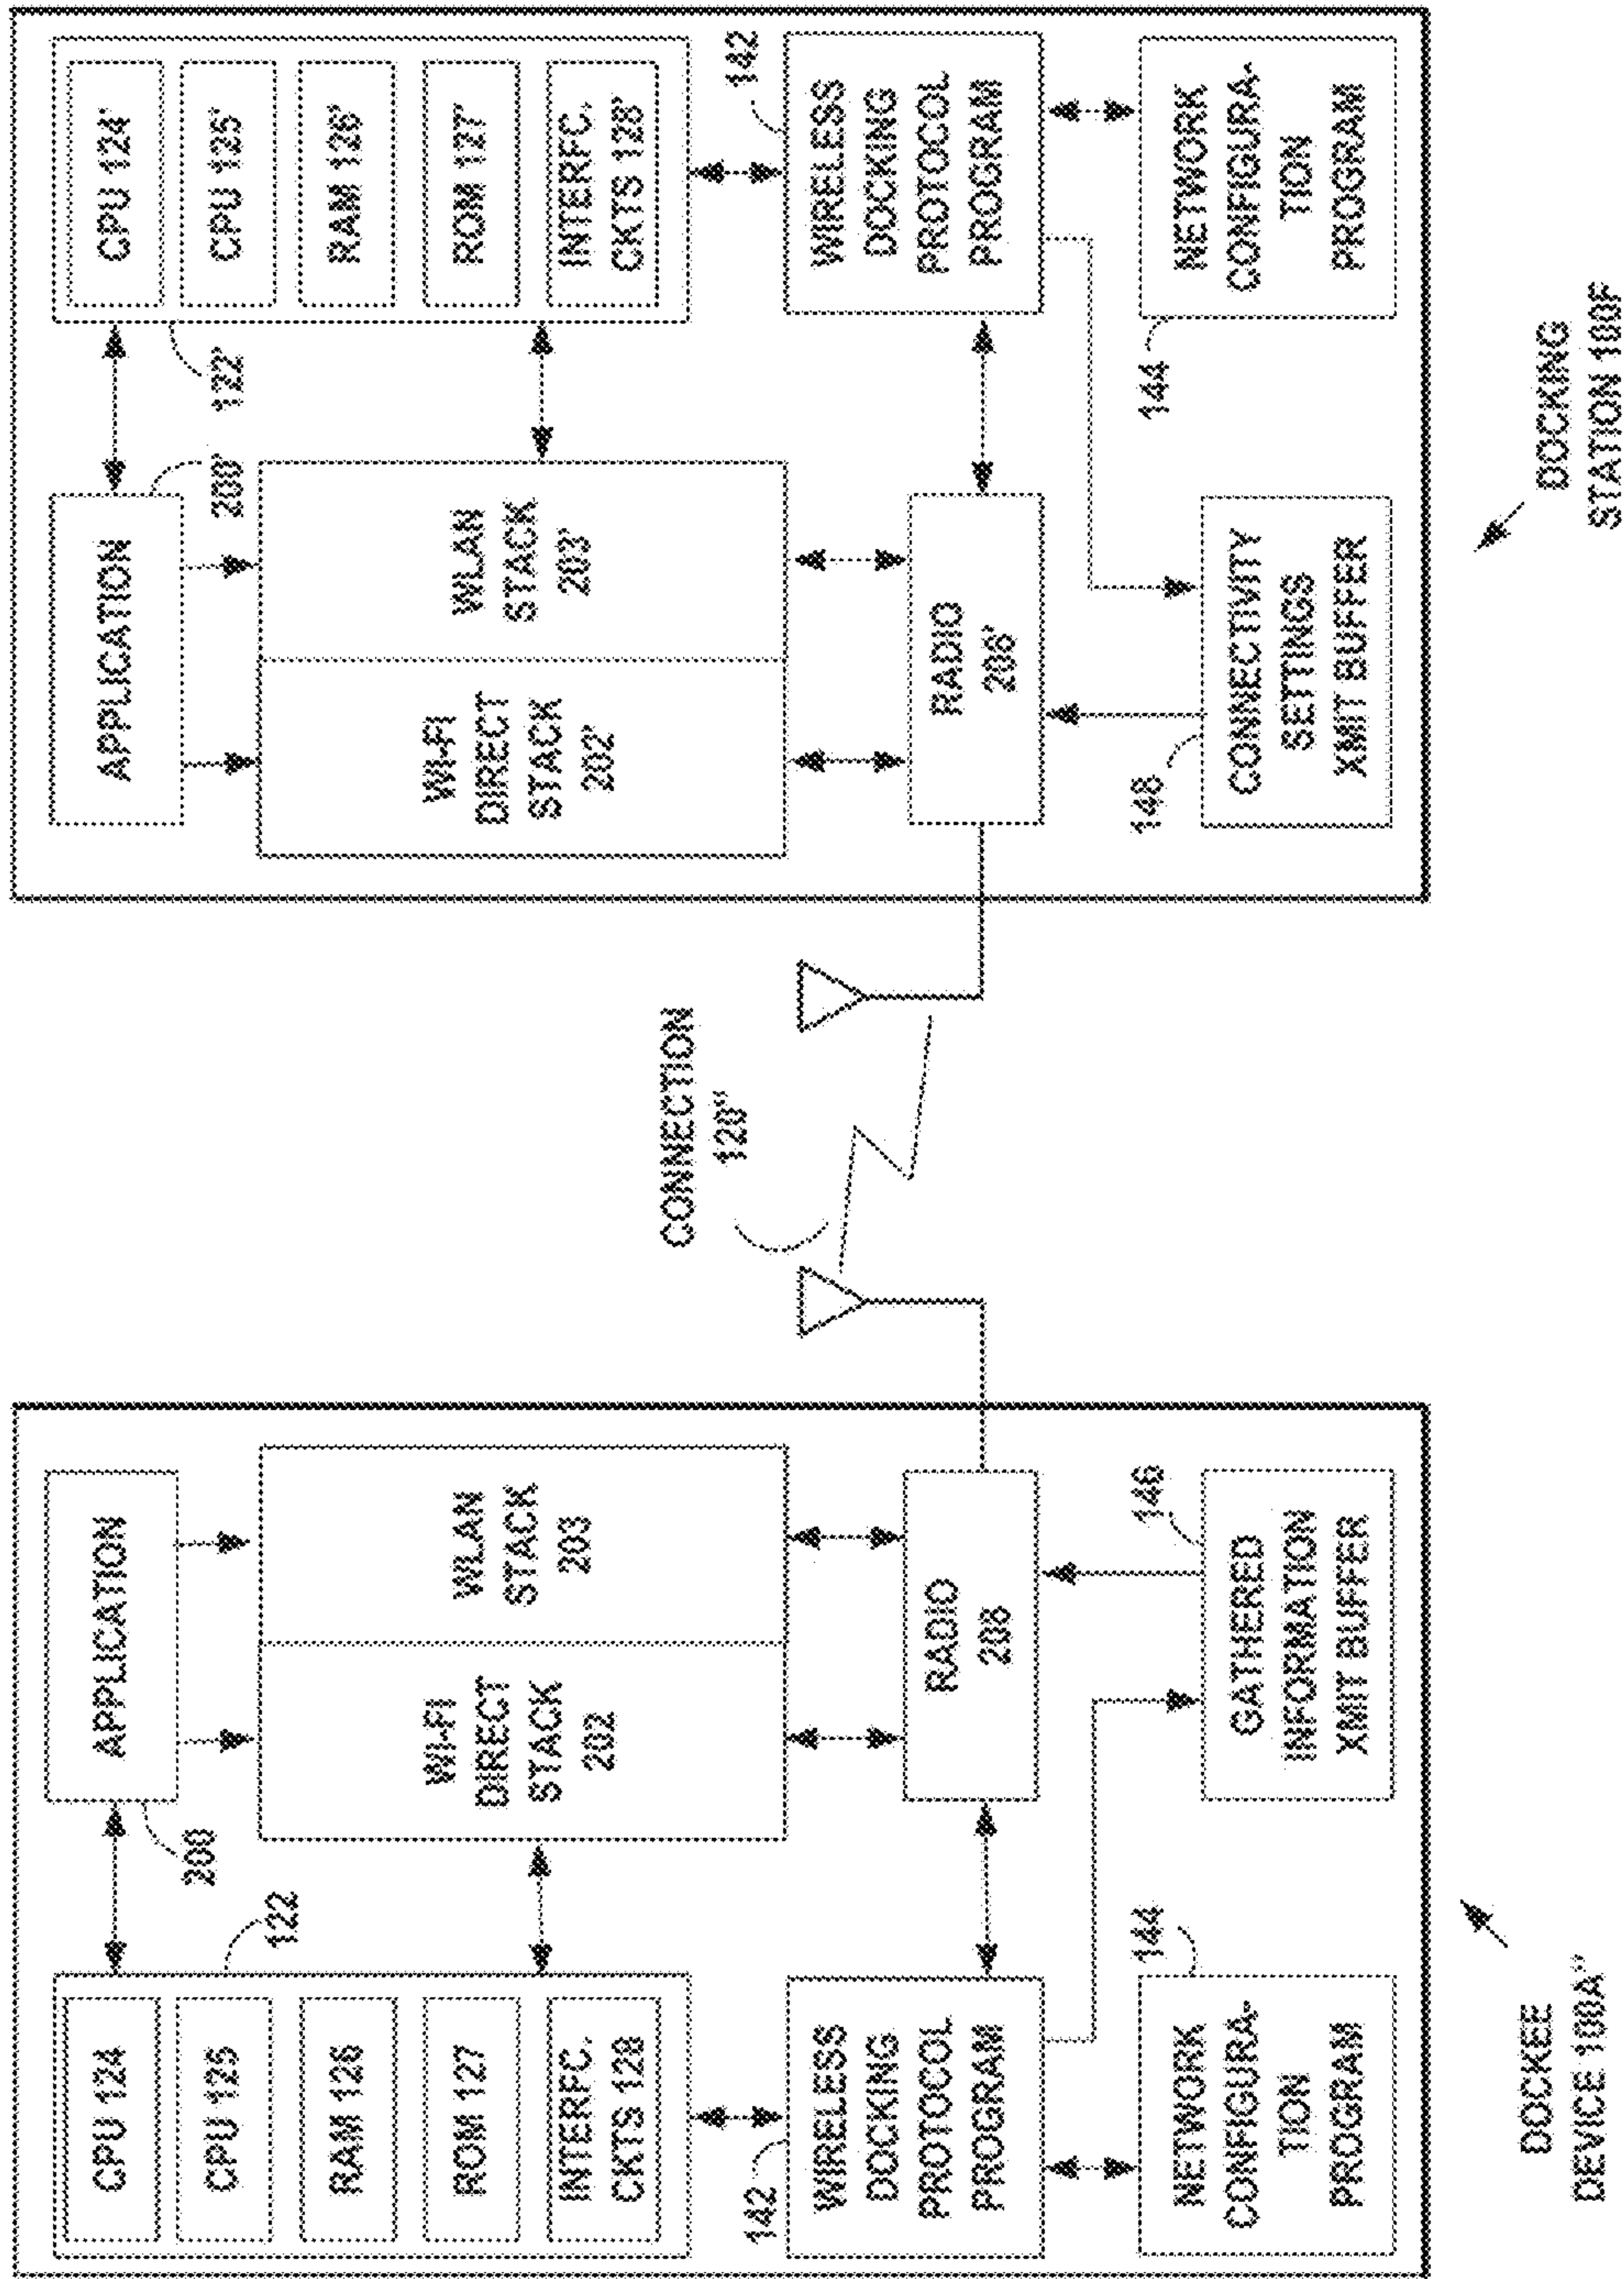 CPU 124
CPU 125
RAM 126
ROM 127
INTERFC.
CKTS 128
122
APPLICATION
200
WI-FI
DIRECT
STACK
202
WLAN
STACK
203
142
WIRELESS
DOCKING
PROTOCOL
PROGRAM
RADIO
208
144
NETWORK
CONFIGURA-
TION
PROGRAM
146
GATHERED
INFORMATION
XMIT BUFFER
DOCKEE
DEVICE 100A"
CONNECTION
120"
APPLICATION
200'
WI-FI
DIRECT
STACK
202'
WLAN
STACK
203'
CPU 124'
CPU 125'
RAM 126'
ROM 127'
INTERFC.
CKTS 128'
122'
RADIO
208'
142
WIRELESS
DOCKING
PROTOCOL
PROGRAM
148
CONNECTIVITY
SETTINGS
XMIT BUFFER
144
NETWORK
CONFIGURA-
TION
PROGRAM
DOCKING
STATION 100F